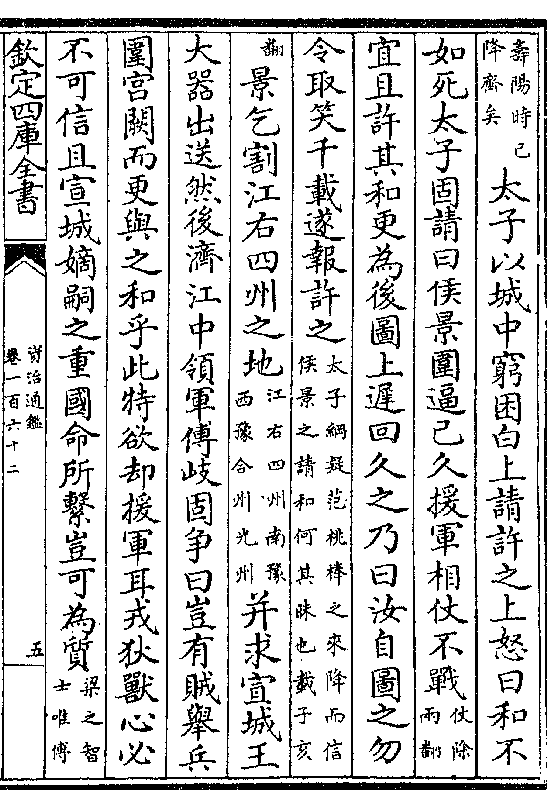 壽陽時已降齊矣太子以城中窮困白上請許之上怒曰和不
如死太子固請曰侯景圍逼已久援軍相仗不戰仗除兩翻
宜且許其和更為後圖上遲回久之乃曰汝自圖之勿
令取笑千載遂報許之太子綱疑范桃棒之來降而信侯景之請和何其昧也載子亥
翻景乞割江右四州之地江右四州南豫西豫合州光州并求宣城王
大器出送然後濟江中領軍傅岐固争曰豈有賊舉兵
圍宫闕而更與之和乎此特欲却援軍耳戎狄獸心必
不可信且宣城嫡嗣之重國命所繫豈可為質梁之智士唯傅
欽定四庫全書
資治通鑑
卷一百六十二
五